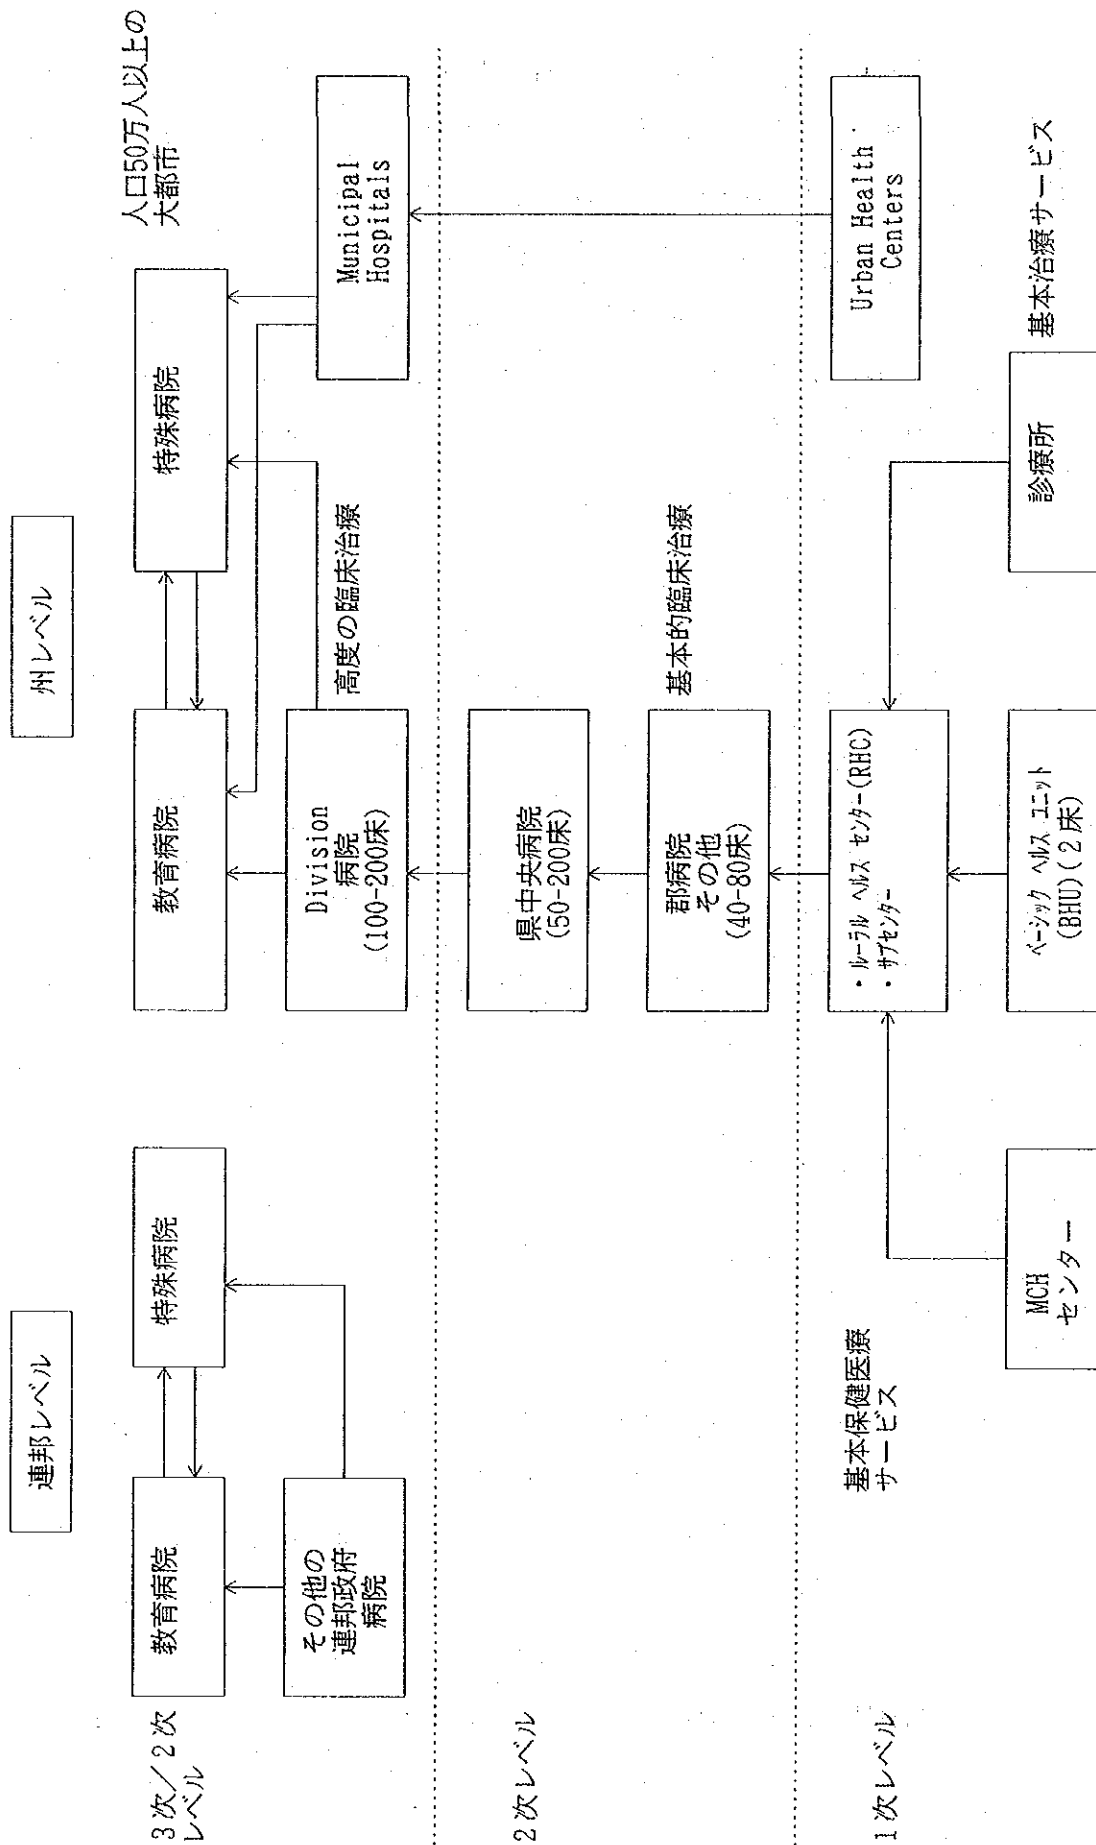 連邦レベル
州レベル
3次／2次
レベル
教育病院
特殊病院
教育病院
特殊病院
人口50万人以上の
大都市
その他の
連邦政府
病院
Division
病院
(100-200床)
高度の臨床治療
Municipal
Hospitals
2次レベル
県中央病院
(50-200床)
郡病院
その他
(40-80床)
基本的臨床治療
1次レベル
基本保健医療
サービス
・ルーラル ヘルス センター(RHC)
・サブセンター
Urban Health
Centers
MCH
センター
ベーシック ヘルス ユニット
(BHU)(2床)
診療所
基本治療サービス